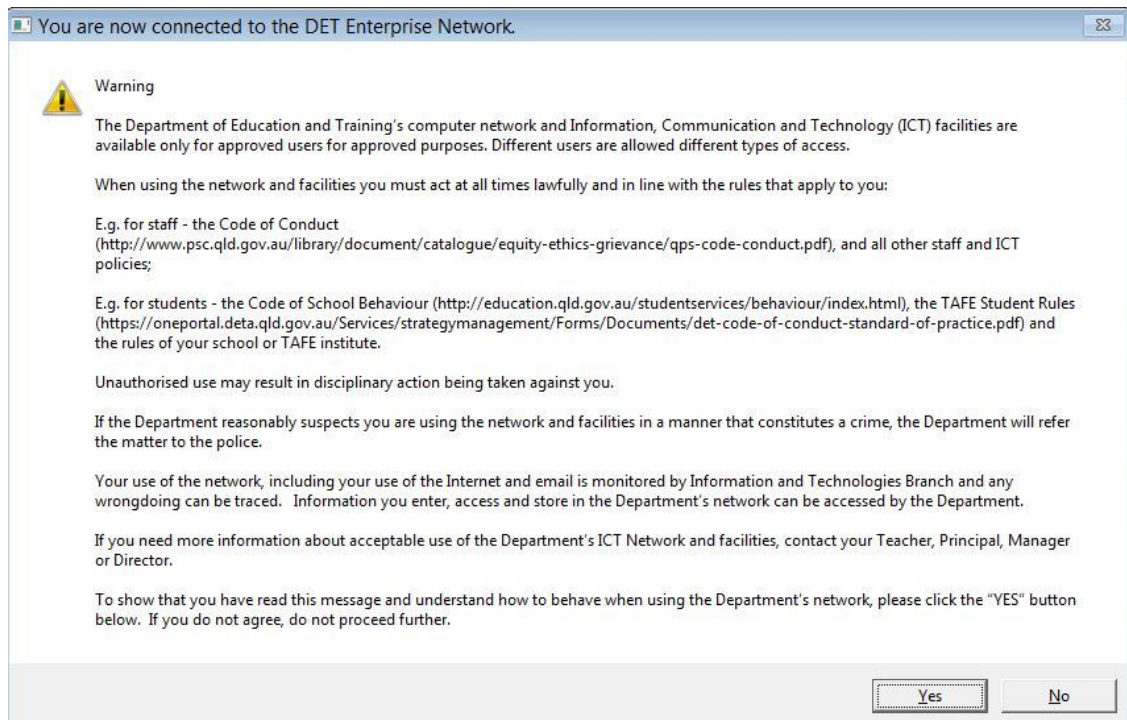 You are now connected to the DET Enterprise Network.
Warning
The Department of Education and Training's computer network and Information, Communication and Technology (ICT) facilities are
available only for approved users for approved purposes. Different users are allowed different types of access.
When using the network and facilities you must act at all times lawfully and in line with the rules that apply to you:
E.g. for staff - the Code of Conduct
(http://www.psc.qld.gov.au/library/document/catalogue/equity-ethics-grievance/qps-code-conduct.pdf), and all other staff and ICT
policies;
E.g. for students - the Code of School Behaviour (http://education.qld.gov.au/studentservices/behaviour/index.html), the TAFE Student Rules
(https://oneportal.deta.qld.gov.au/Services/strategymanagement/Forms/Documents/det-code-of-conduct-standard-of-practice.pdf) and
the rules of your school or TAFE institute.
Unauthorised use may result in disciplinary action being taken against you.
If the Department reasonably suspects you are using the network and facilities in a manner that constitutes a crime, the Department will refer
the matter to the police.
Your use of the network, including your use of the Internet and email is monitored by Information and Technologies Branch and any
wrongdoing can be traced.   Information you enter, access and store in the Department's network can be accessed by the Department.
If you need more information about acceptable use of the Department's ICT Network and facilities, contact your Teacher, Principal, Manager
or Director.
To show that you have read this message and understand how to behave when using the Department's network, please click the "YES" button
below.  If you do not agree, do not proceed further.
Yes No